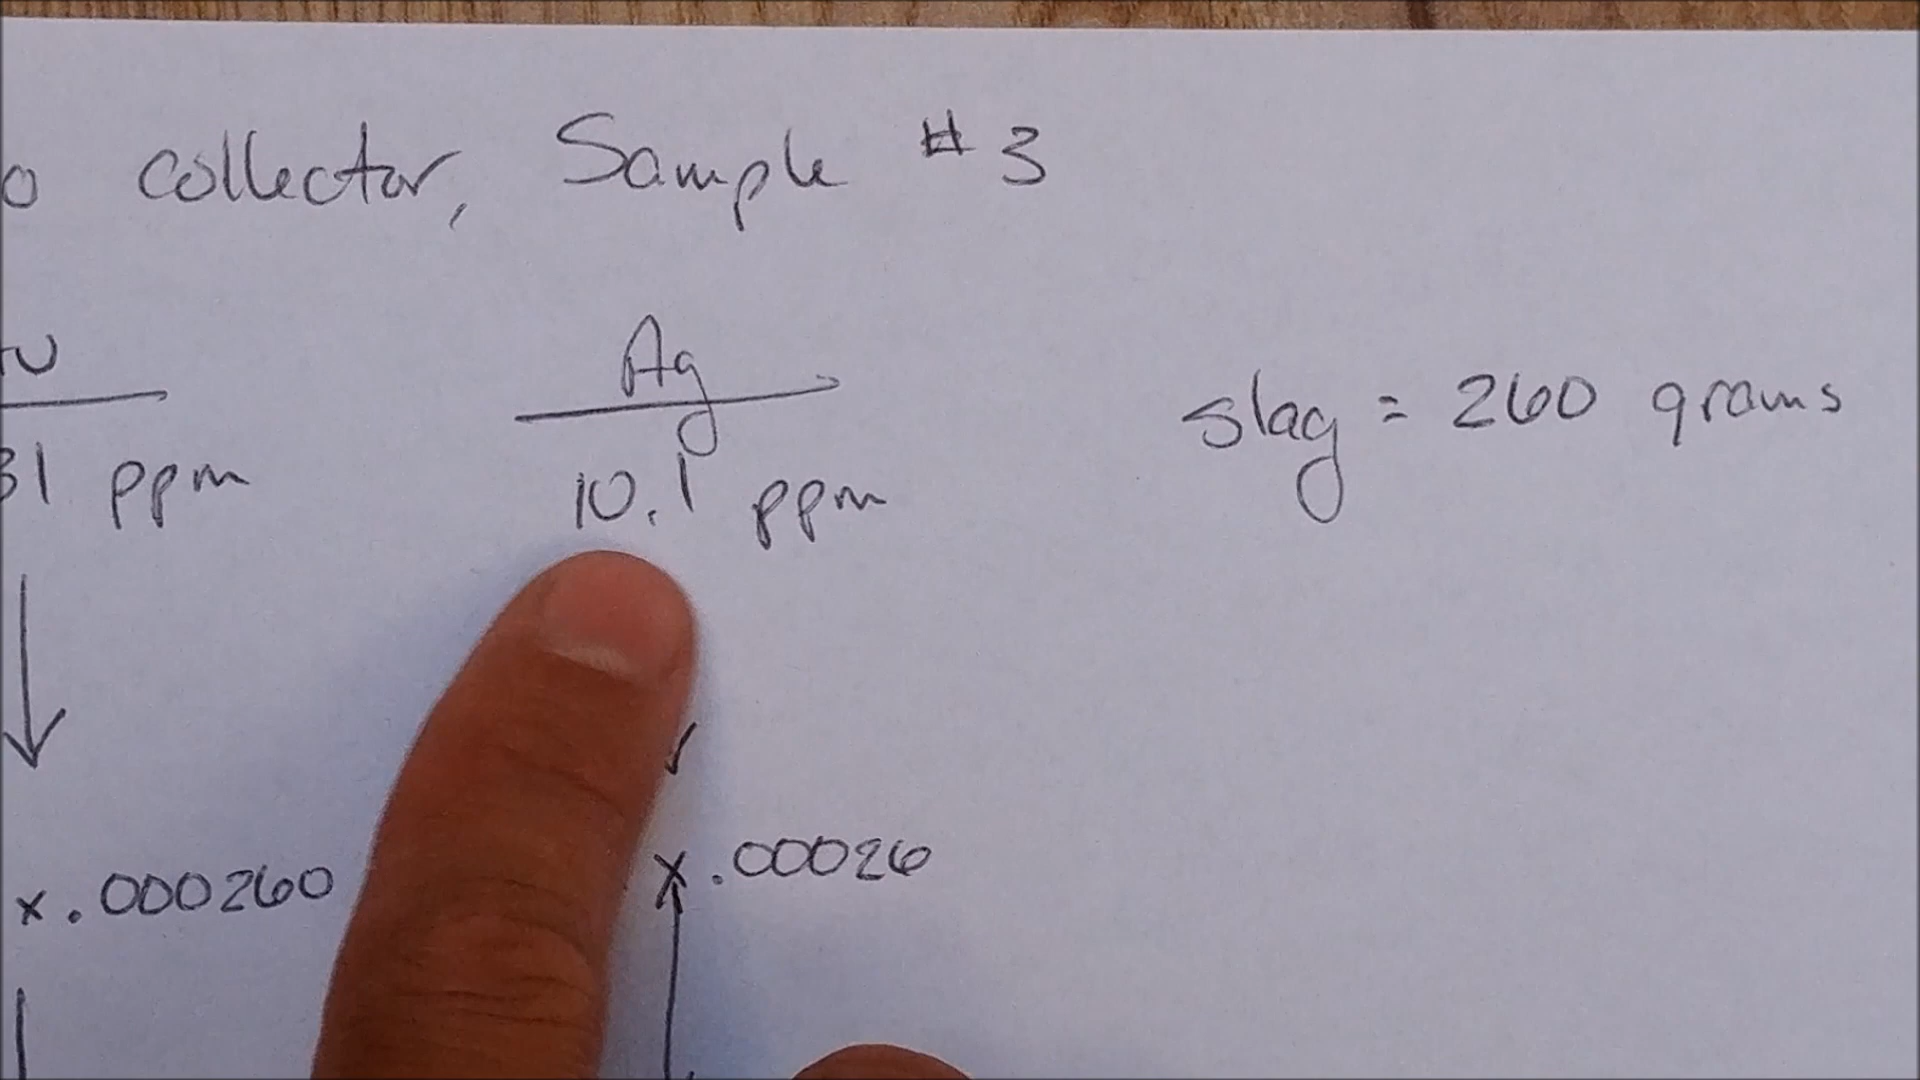 collector, Sample #3
Ag
slag = 260 grams
ppm
10.1 ppm
x .000260
x .00026